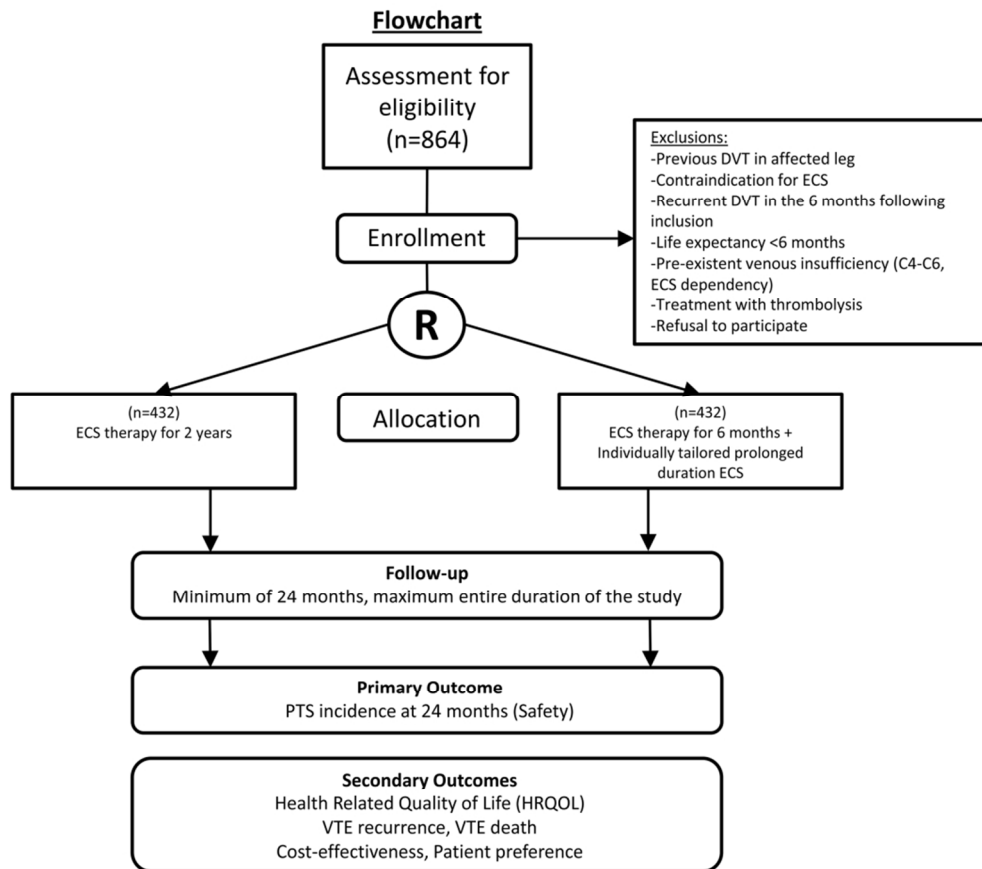 Flowchart
Assessment for
eligibility
(n=864)
Exclusions:
-Previous DVT in affected leg
-Contraindication for ECS
-Recurrent DVT in the 6 months following
inclusion
-Life expectancy <6 months
-Pre-existent venous insufficiency (C4-C6,
ECS dependency)
-Treatment with thrombolysis
-Refusal to participate
Enrollment
R
(n=432)
ECS therapy for 2 years
Allocation
(n=432)
ECS therapy for 6 months +
Individually tailored prolonged
duration ECS
Follow-up
Minimum of 24 months, maximum entire duration of the study
Primary Outcome
PTS incidence at 24 months (Safety)
Secondary Outcomes
Health Related Quality of Life (HRQOL)
VTE recurrence, VTE death
Cost-effectiveness, Patient preference